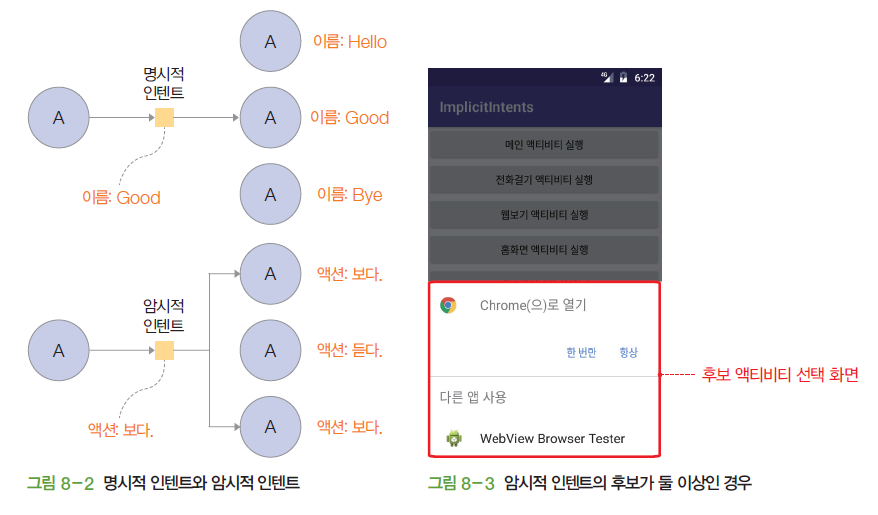 A
이름: Hello
명시적
인텐트
A
A
이름: Good
이름: Good
A
이름: Bye
A
액션: 보다.
암시적
인텐트
A
A
액션: 듣다.
액션: 보다.
A
액션: 보다.
그림 8-2 명시적 인텐트와 암시적 인텐트
6:22
ImplicitIntents
메인 액티비티 실행
전화걸기 액티비티 실행
웹보기 액티비티 실행
홈화면 액티비티 실행
Chrome(으)로 열기
한 번만 항상
다른 앱 사용
WebView Browser Tester
후보 액티비티 선택 화면
그림 8-3 암시적 인텐트의 후보가 둘 이상인 경우